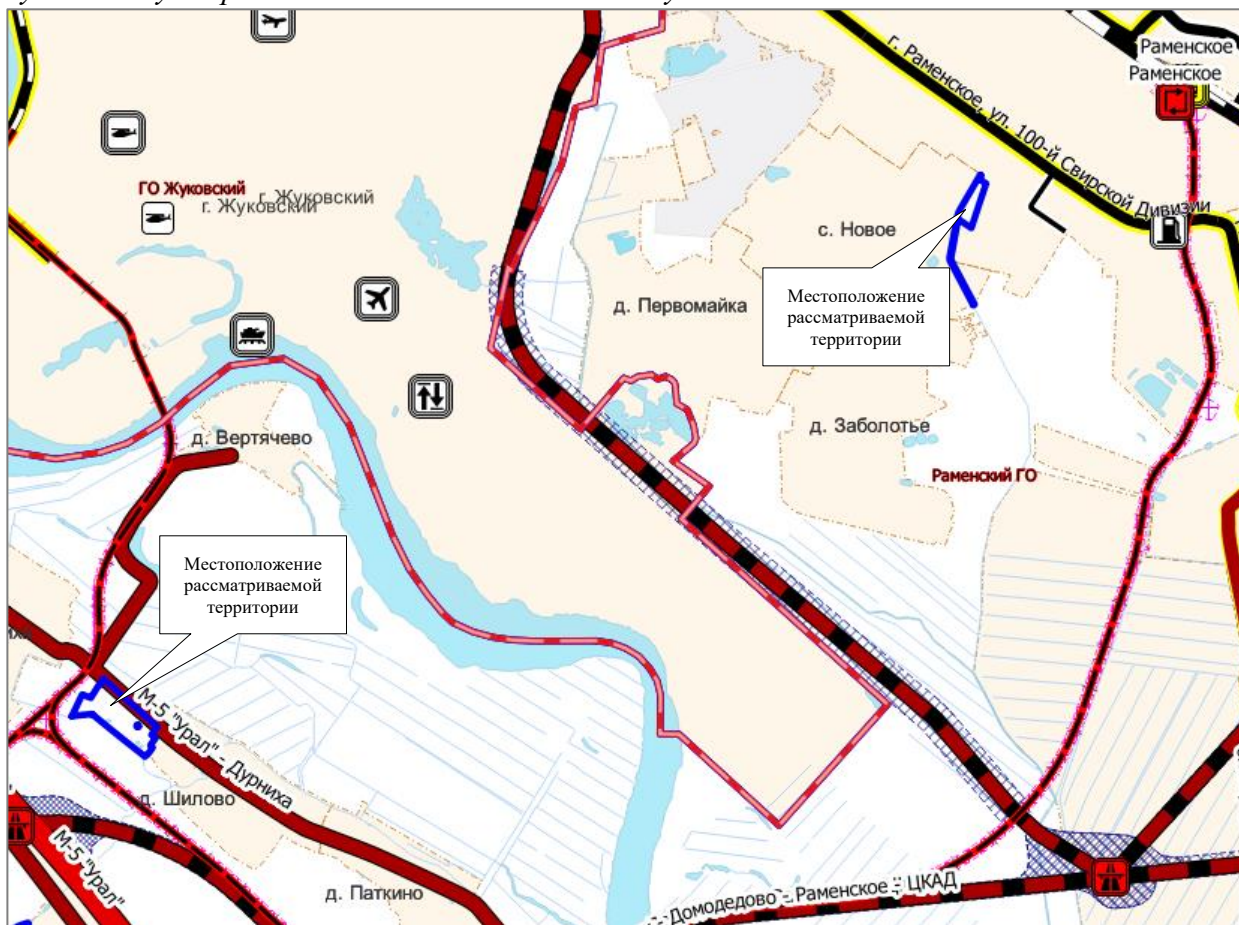 Раменское
Раменское
г. Раменское, ул. 100-й Свирской Дивизии
ГО Жуковский
г. Жуковский
г. Жуковский
с. Новое
Местоположение
рассматриваемой
территории
д. Первомайка
д. Вертячево
д. Заболотье
Раменский ГО
Местоположение
рассматриваемой
территории
М-5 "Урал" - Дурниха
д. Шилово
М-5 "Урал"
д. Паткино
Домодедово - Раменское - ЦКАД